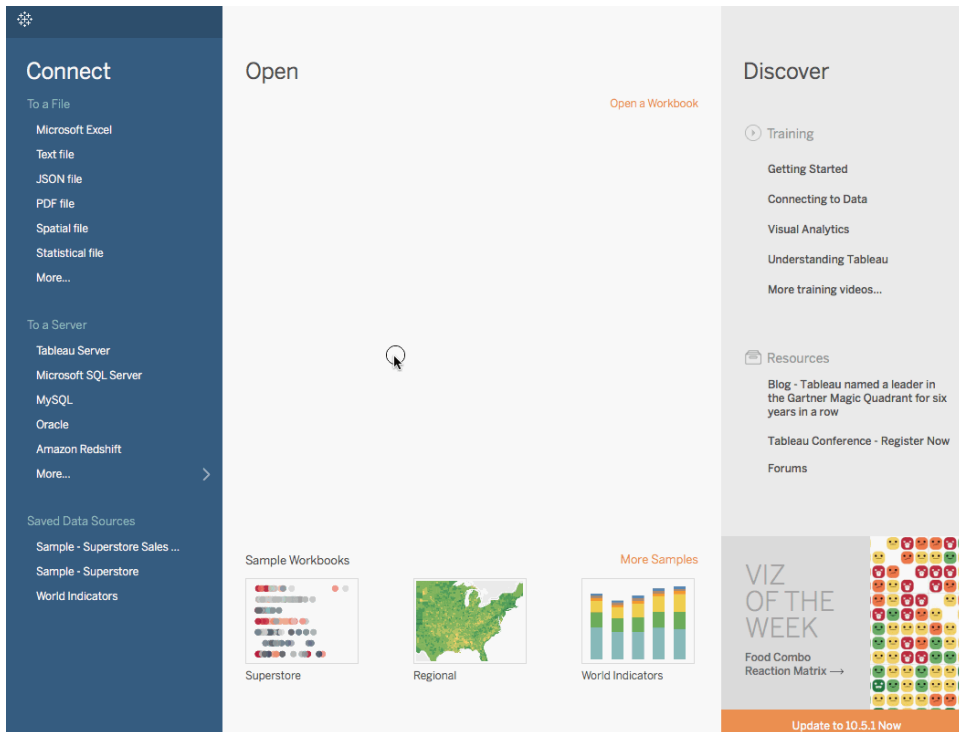 Connect
To a File
Microsoft Excel
Text file
JSON file
PDF file
Spatial file
Statistical file
More...
To a Server
Tableau Server
Microsoft SQL Server
MySQL
Oracle
Amazon Redshift
More...
Saved Data Sources
Sample - Superstore Sales ...
Sample - Superstore
World Indicators
Open
Open a Workbook
Sample Workbooks
More Samples
Superstore
Regional
World Indicators
Discover
Training
Getting Started
Connecting to Data
Visual Analytics
Understanding Tableau
More training videos...
Resources
Blog - Tableau named a leader in
the Gartner Magic Quadrant for six
years in a row
Tableau Conference - Register Now
Forums
VIZ
OF THE
WEEK
Food Combo
Reaction Matrix →
Update to 10.5.1 Now